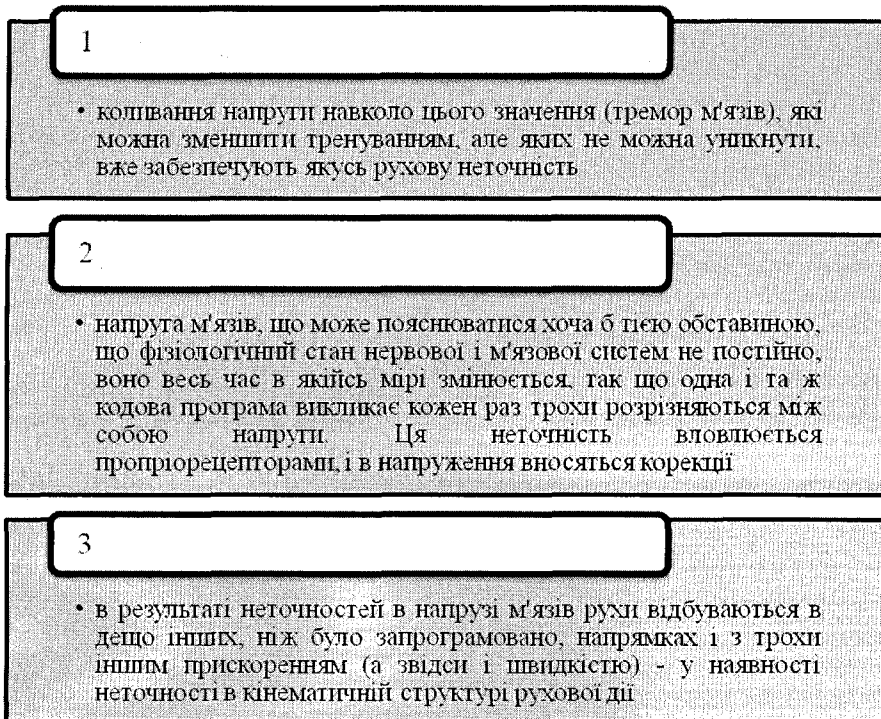 1
• коливання напруги навколо цього значення (тремор м'язів), які
можна зменшити тренуванням, але яких не можна уникнути,
вже забезпечують якусь рухову неточність
2
• напруга м'язів, що може пояснюватися хоча б тією обставиною,
що фізіологічний стан нервової і м'язової систем не постійно,
воно весь час в якійсь мірі змінюється, так що одна і та ж
кодова програма викликає кожен раз трохи розрізняються між
собою напруги. Ця неточність вловлюється
пропріорецепторами, і в напруження вносяться корекції
3
• в результаті неточностей в напрузі м'язів рухи відбуваються в
дещо інших, ніж було запрограмовано, напрямках і з трохи
іншим прискоренням (а звідси і швидкістю) - у наявності
неточності в кінематичній структурі рухової дії